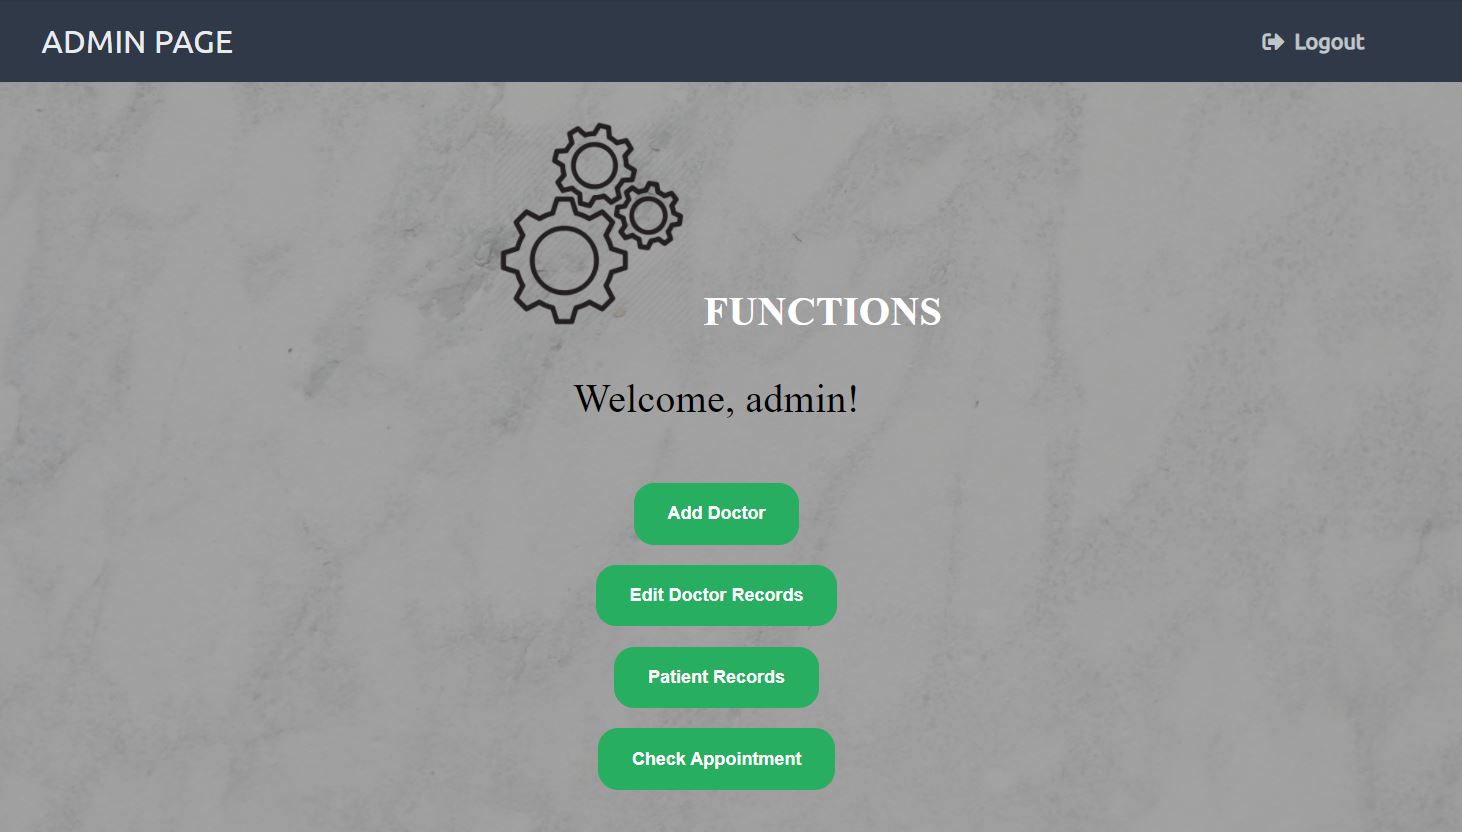 ADMIN PAGE
Logout
FUNCTIONS
Welcome, admin!
Add Doctor
Edit Doctor Records
Patient Records
Check Appointment